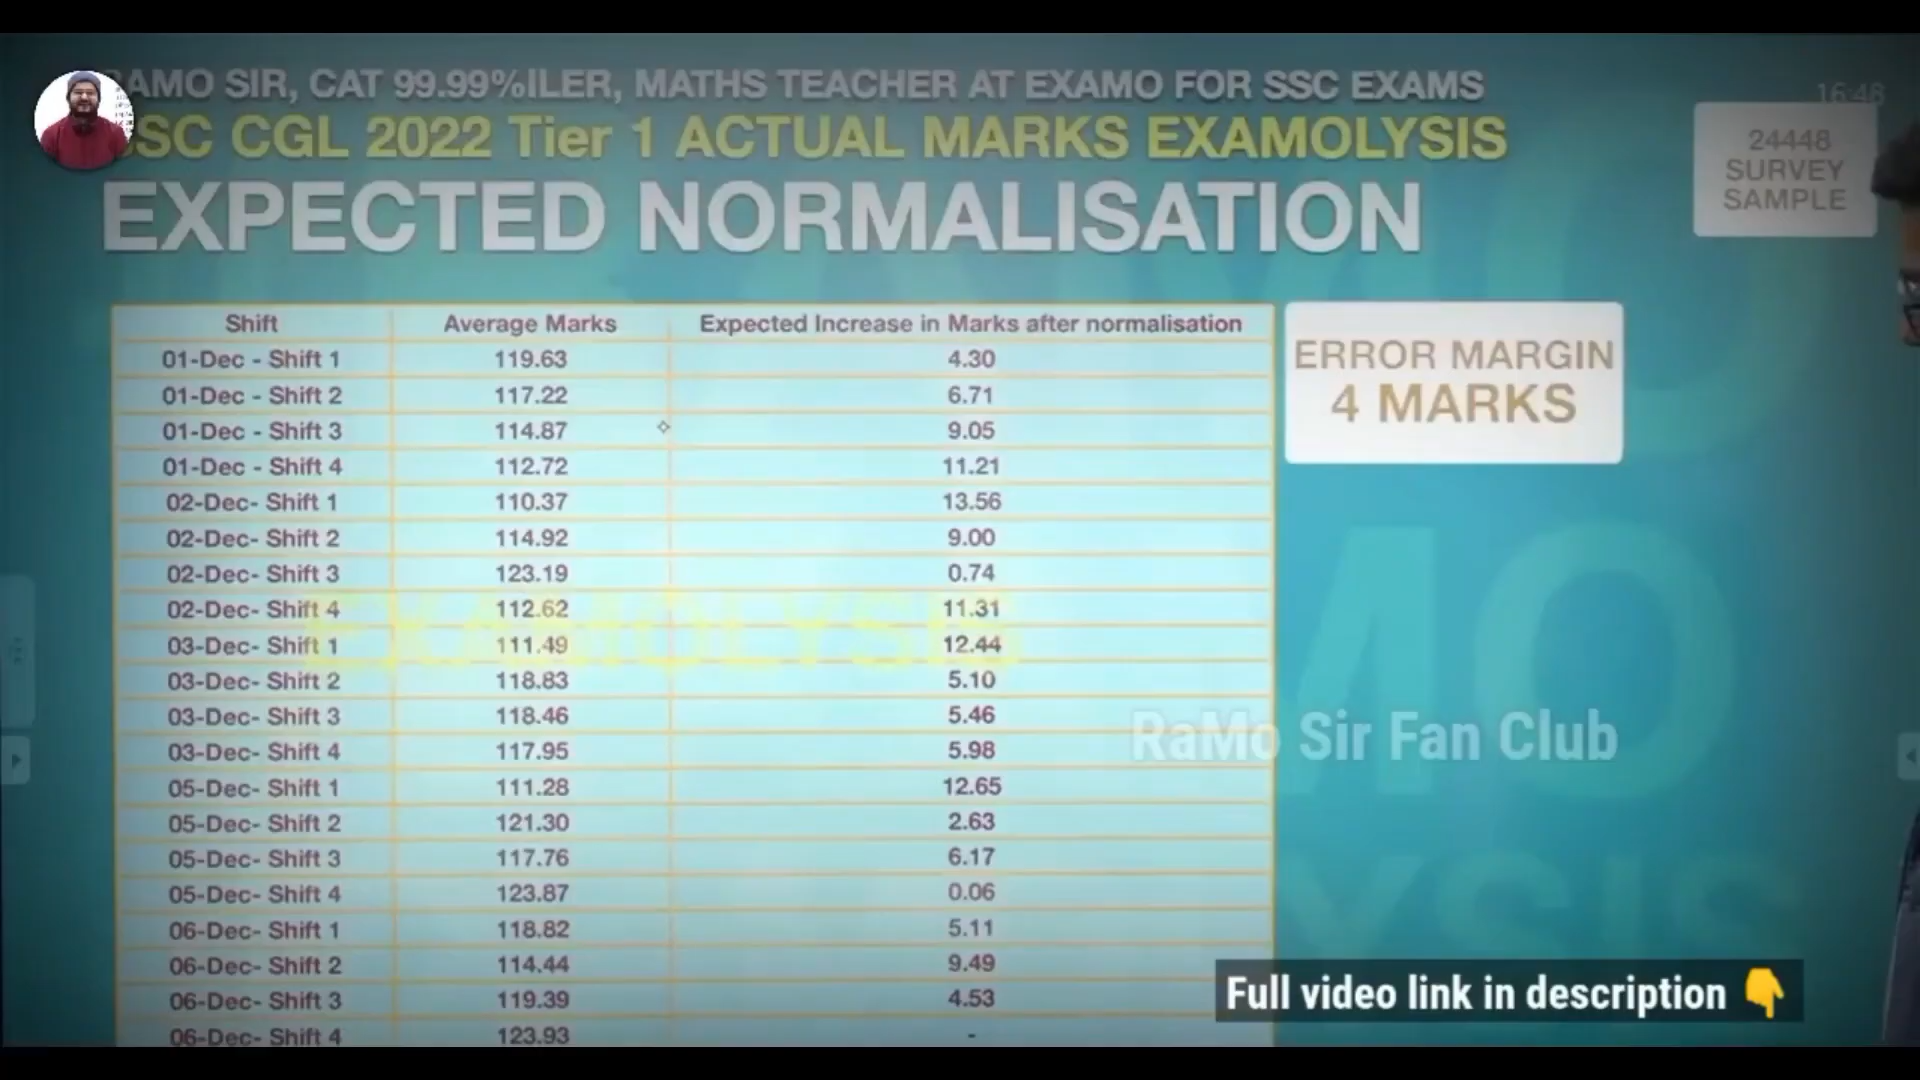 RAMO SIR, CAT 99.99%ILER, MATHS TEACHER AT EXAMO FOR SSC EXAMS
16:48
SSC CGL 2022 Tier 1 ACTUAL MARKS EXAMOLYSIS
24448
SURVEY
SAMPLE
EXPECTED NORMALISATION
Shift Average Marks Expected Increase in Marks after normalisation
01-Dec - Shift 1 119.63 4.30
01-Dec - Shift 2 117.22 6.71
01-Dec - Shift 3 114.87 9.05
01-Dec - Shift 4 112.72 11.21
02-Dec- Shift 1 110.37 13.56
02-Dec- Shift 2 114.92 9.00
02-Dec- Shift 3 123.19 0.74
02-Dec- Shift 4 112.62 11.31
03-Dec- Shift 1 111.49 12.44
03-Dec- Shift 2 118.83 5.10
03-Dec- Shift 3 118.46 5.46
03-Dec- Shift 4 117.95 5.98
05-Dec- Shift 1 111.28 12.65
05-Dec- Shift 2 121.30 2.63
05-Dec- Shift 3 117.76 6.17
05-Dec- Shift 4 123.87 0.06
06-Dec- Shift 1 118.82 5.11
06-Dec- Shift 2 114.44 9.49
06-Dec- Shift 3 119.39 4.53
06-Dec- Shift 4 123.93 -
ERROR MARGIN
4 MARKS
EXAMOLYSIS
RaMo Sir Fan Club
Full video link in description 👇